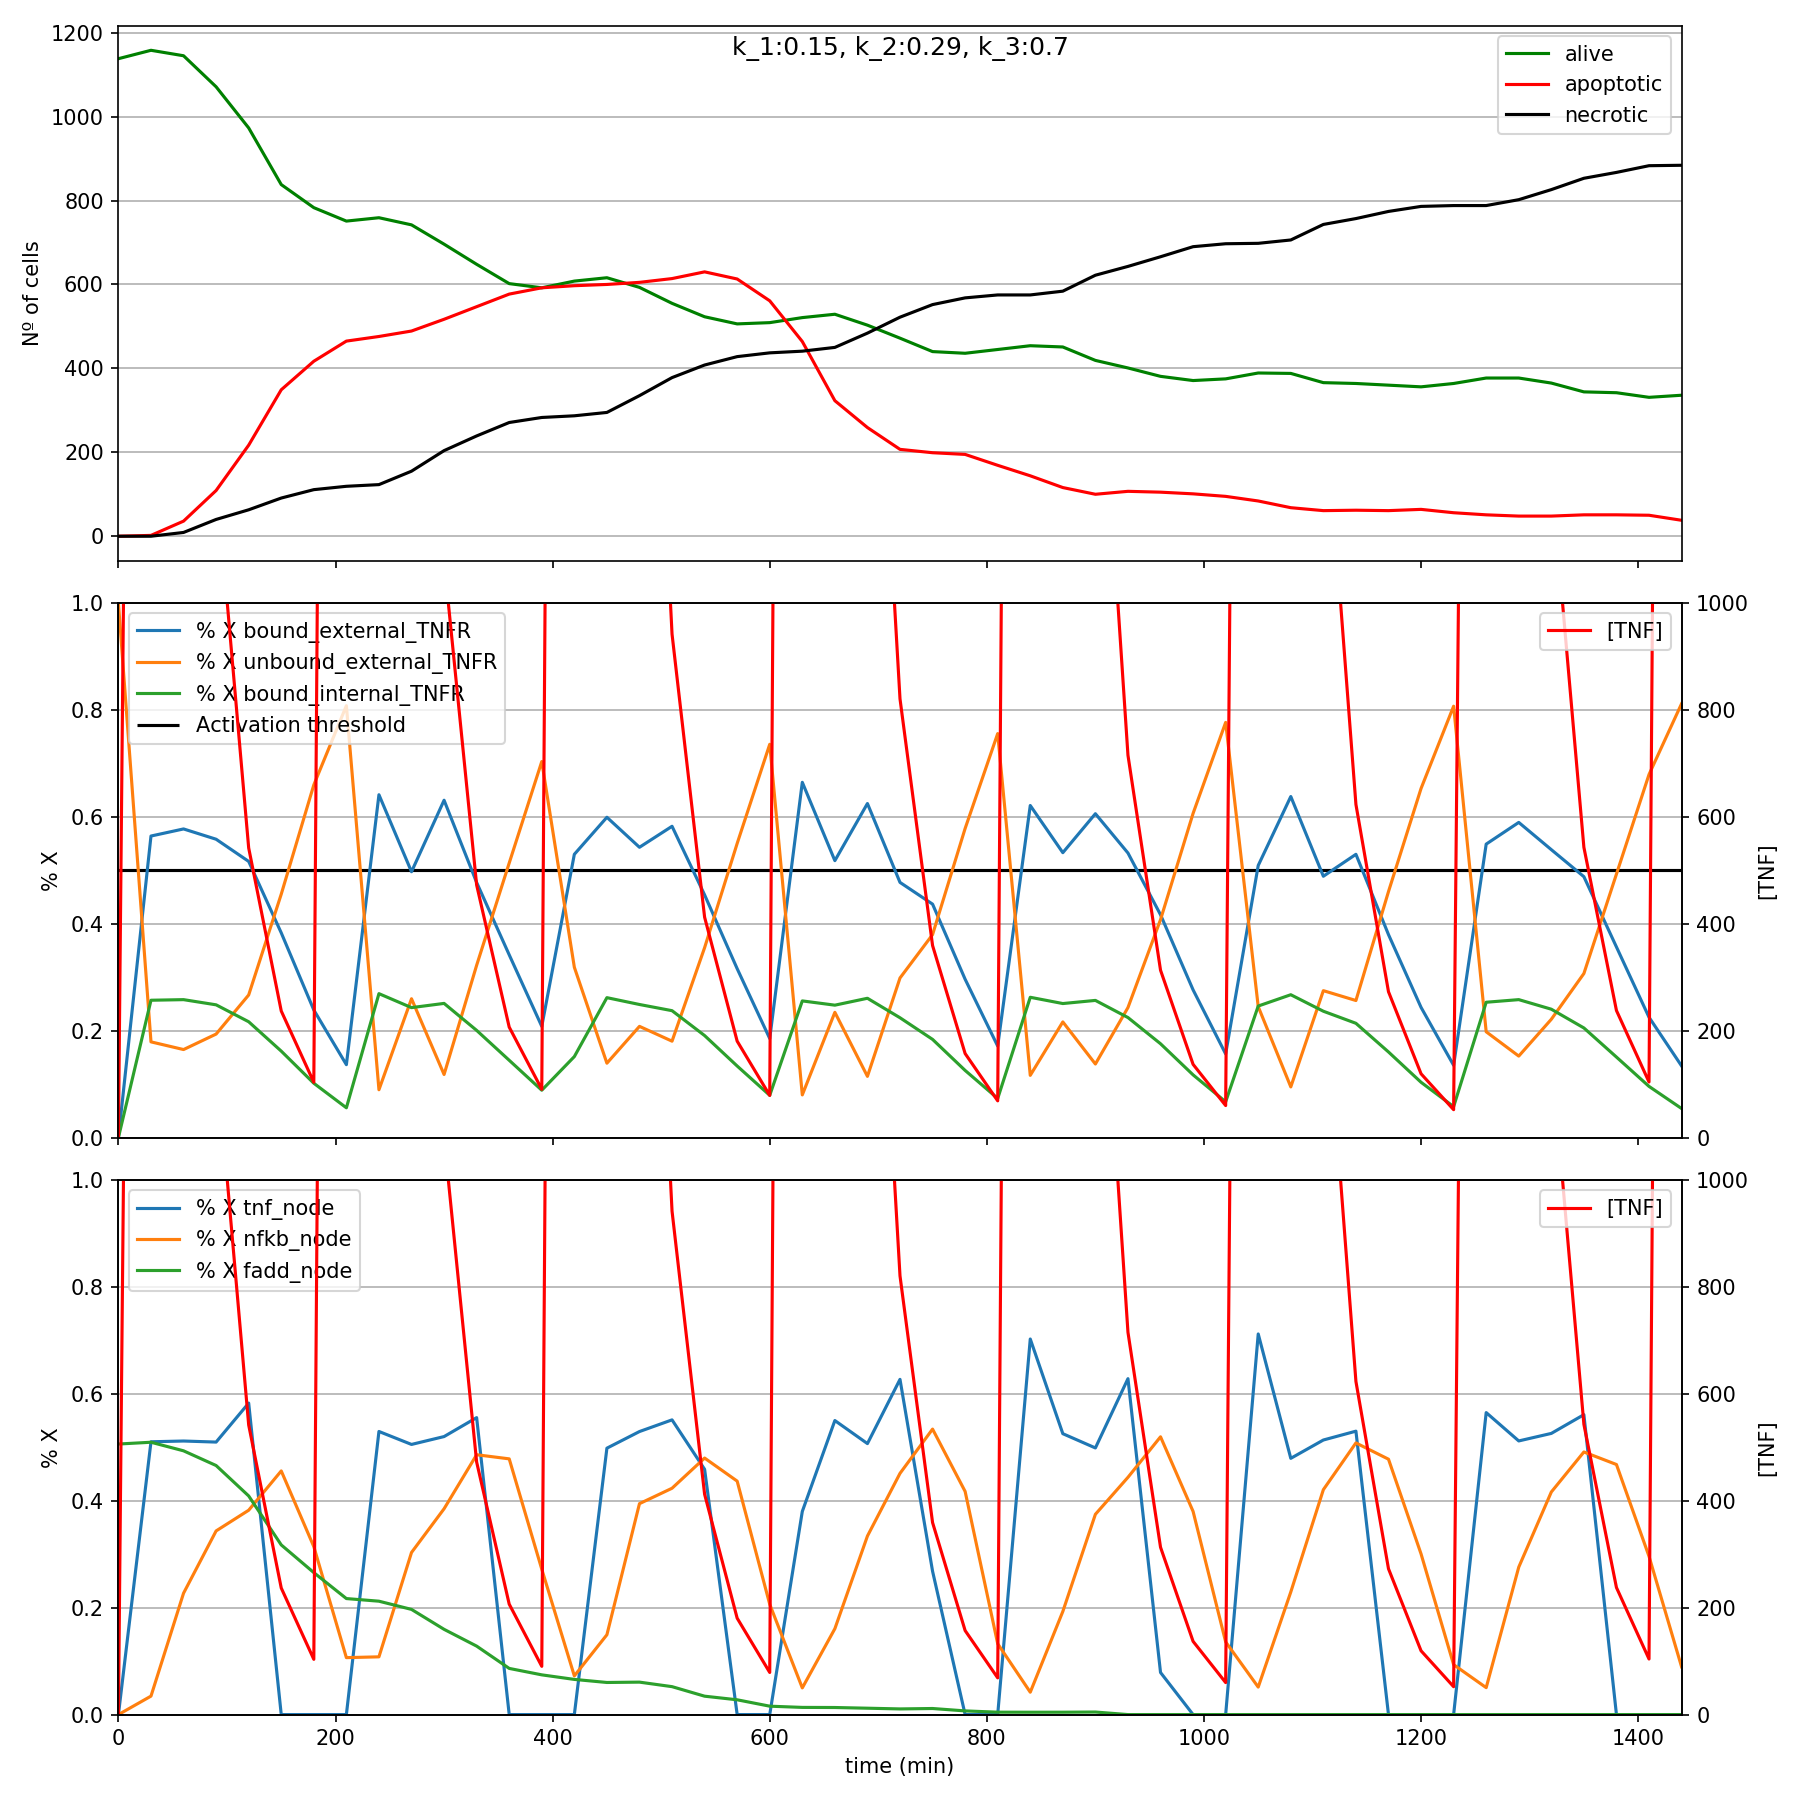 k_1:0.15, k_2:0.29, k_3:0.7
1200
1000
800
600
400
200
0
Nº of cells
alive
apoptotic
necrotic
1.0
0.8
0.6
0.4
0.2
0.0
% X
% X bound_external_TNFR
% X unbound_external_TNFR
% X bound_internal_TNFR
Activation threshold
[TNF]
1000
800
600
400
200
0
[TNF]
1.0
0.8
0.6
0.4
0.2
0.0
% X
% X tnf_node
% X nfkb_node
% X fadd_node
[TNF]
1000
800
600
400
200
0
[TNF]
0 200 400 600 800 1000 1200 1400
time (min)